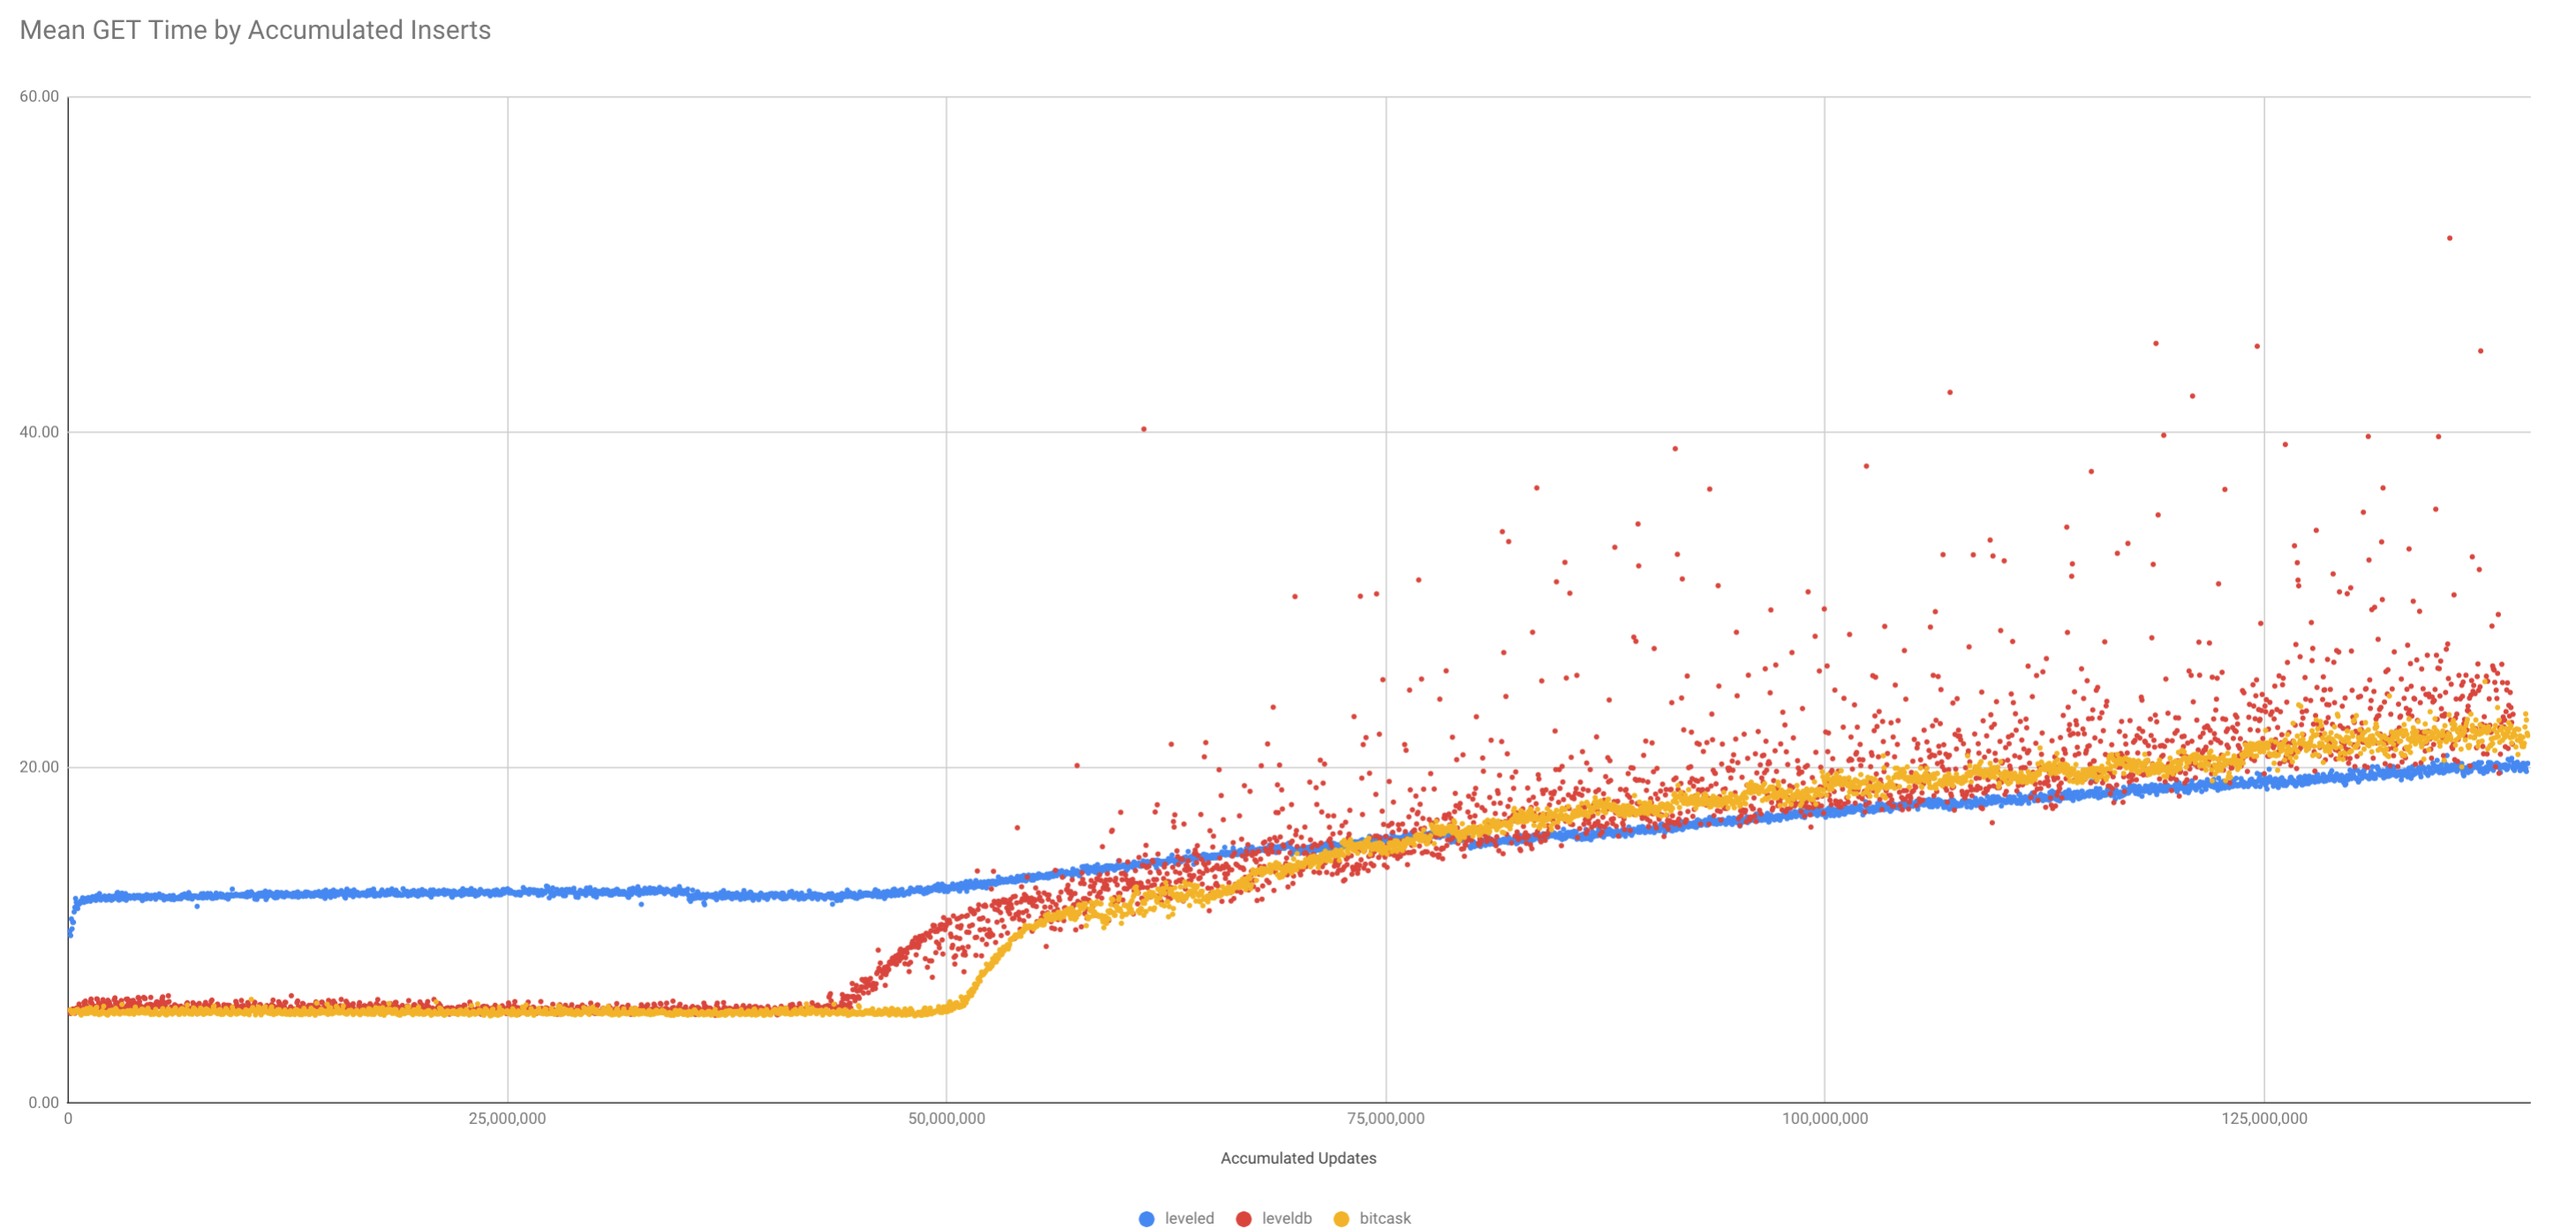 Mean GET Time by Accumulated Inserts
60.00
40.00
20.00
0.00
0 25,000,000 50,000,000 75,000,000 100,000,000 125,000,000
Accumulated Updates
leveled leveldb bitcask